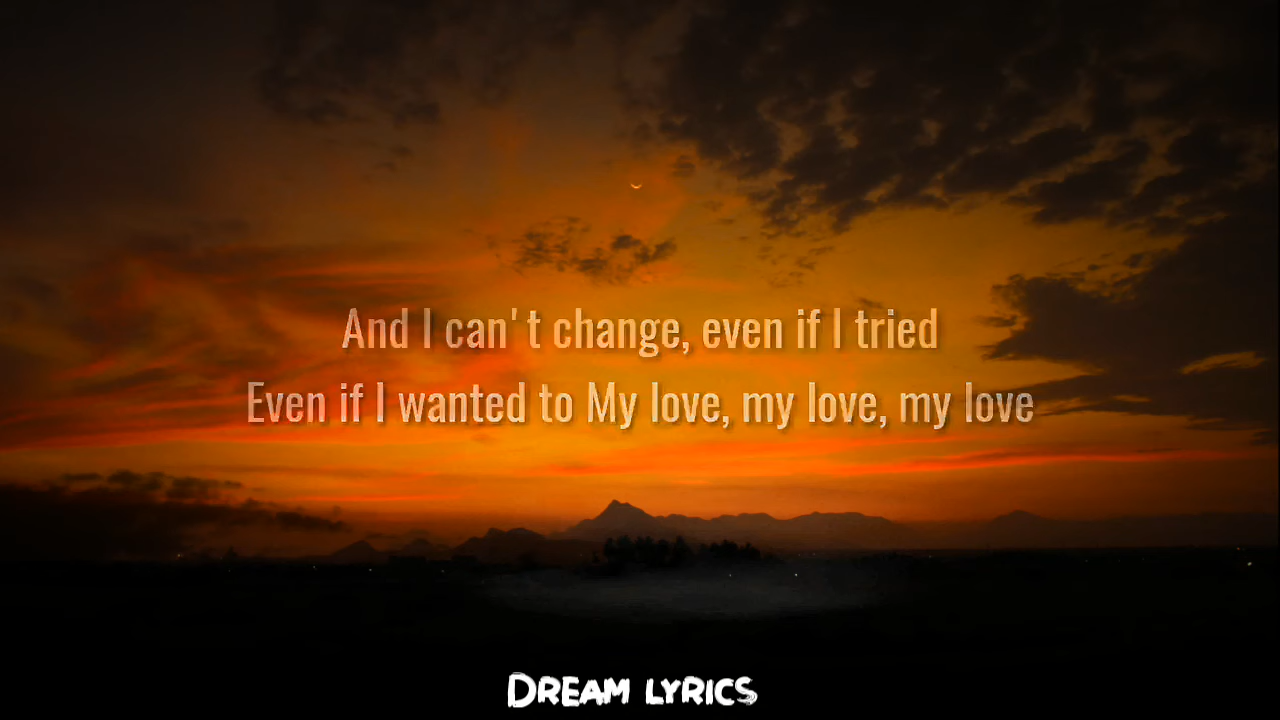 And I can't change, even if I tried
Even if I wanted to My love, my love, my love
DREAM LYRICS